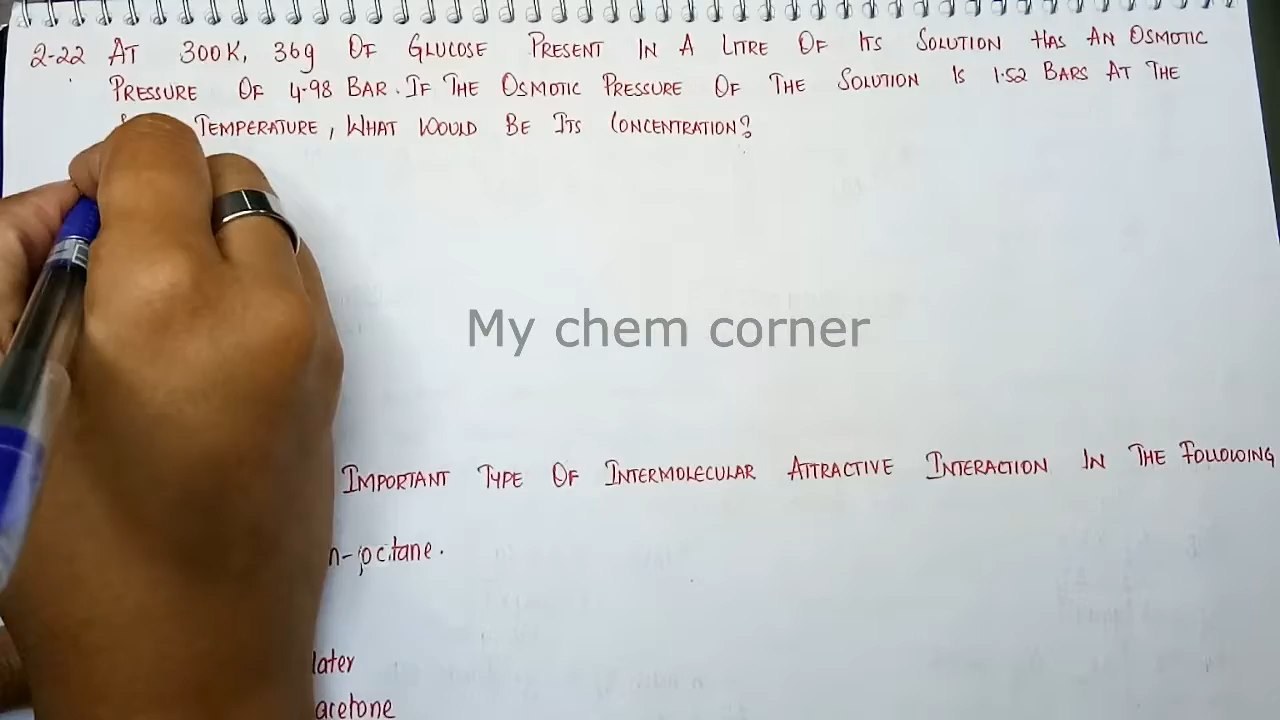 2-22 AT 300K, 36g OF GLUCOSE PRESENT IN A LITRE OF ITS SOLUTION HAS AN OSMOTIC
PRESSURE OF 4.98 BAR. IF THE OSMOTIC PRESSURE OF THE SOLUTION IS 1.52 BARS AT THE
TEMPERATURE, WHAT WOULD BE ITS CONCENTRATION?
My chem corner
IMPORTANT TYPE OF INTERMOLECULAR ATTRACTIVE INTERACTION IN THE FOLLOWING
n-octane.
acetone